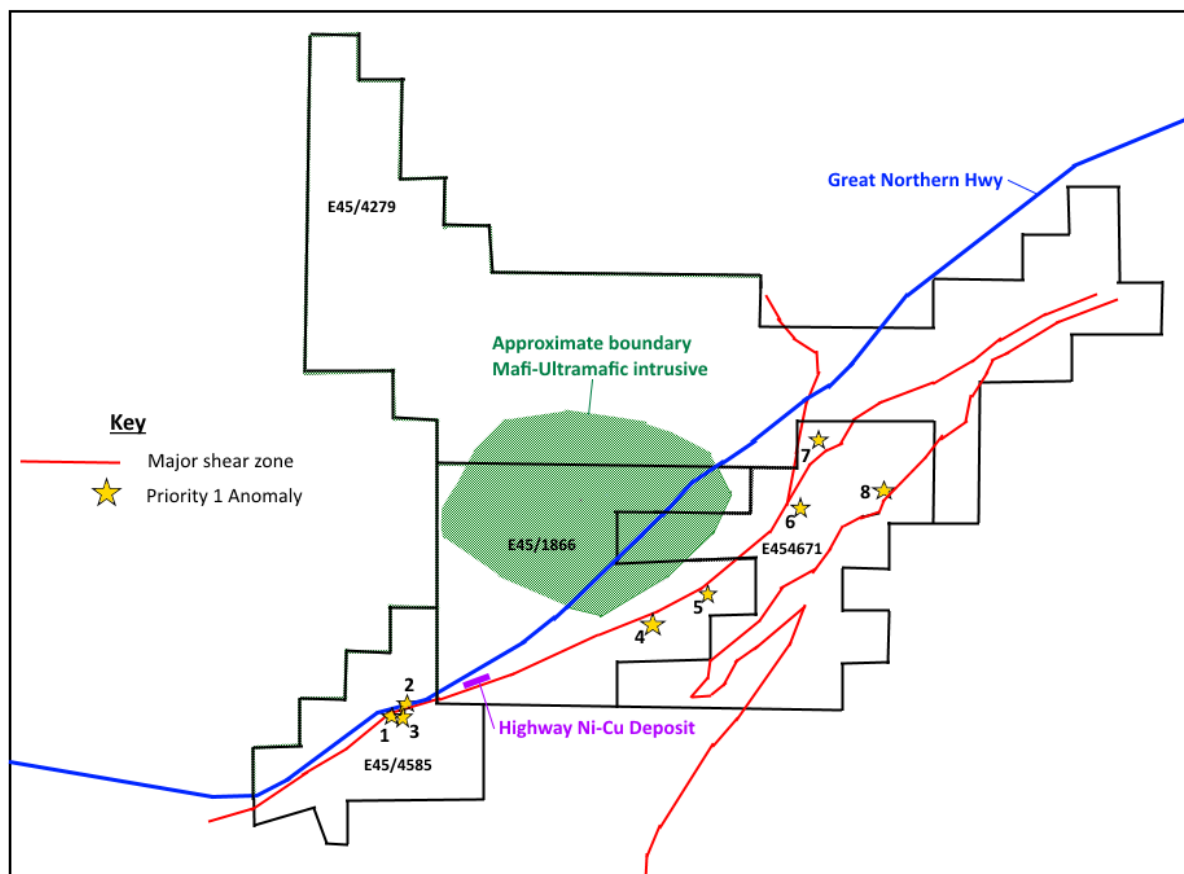 Great Northern Hwy
E45/4279
Approximate boundary
Mafi-Ultramafic intrusive
Key
Major shear zone
Priority 1 Anomaly
7
8
6
E45/1866
E454671
5
4
2
1
3
Highway Ni-Cu Deposit
E45/4585